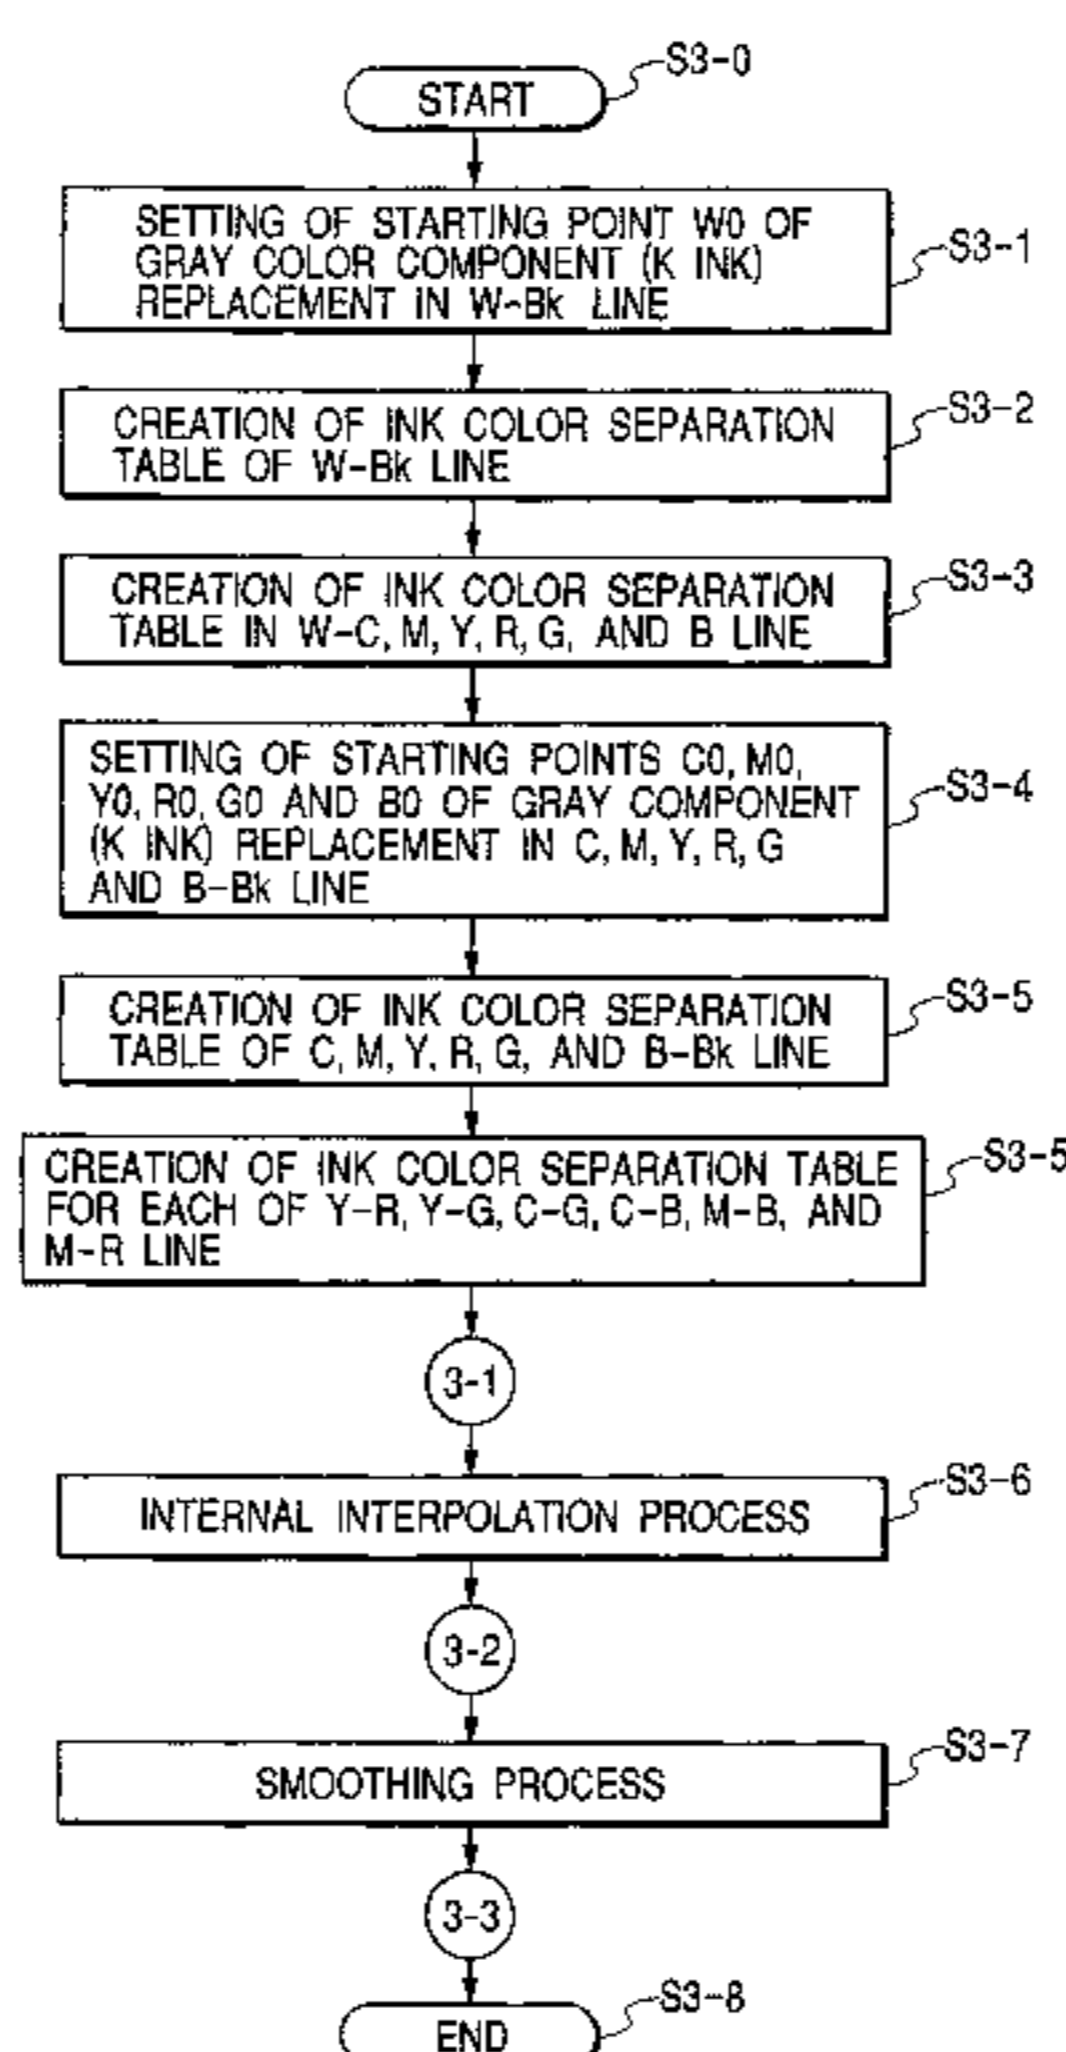 START
S3-0
SETTING OF STARTING POINT W0 OF
GRAY COLOR COMPONENT (K INK)
REPLACEMENT IN W-Bk LINE
S3-1
CREATION OF INK COLOR SEPARATION
TABLE OF W-Bk LINE
S3-2
CREATION OF INK COLOR SEPARATION
TABLE IN W-C, M, Y, R, G, AND B LINE
S3-3
SETTING OF STARTING POINTS C0, M0,
Y0, R0, G0 AND B0 OF GRAY COMPONENT
(K INK) REPLACEMENT IN C, M, Y, R, G
AND B-Bk LINE
S3-4
CREATION OF INK COLOR SEPARATION
TABLE OF C, M, Y, R, G, AND B-Bk LINE
S3-5
CREATION OF INK COLOR SEPARATION TABLE
FOR EACH OF Y-R, Y-G, C-G, C-B, M-B, AND
M-R LINE
S3-5
3-1
INTERNAL INTERPOLATION PROCESS
S3-6
3-2
SMOOTHING PROCESS
S3-7
3-3
END
S3-8